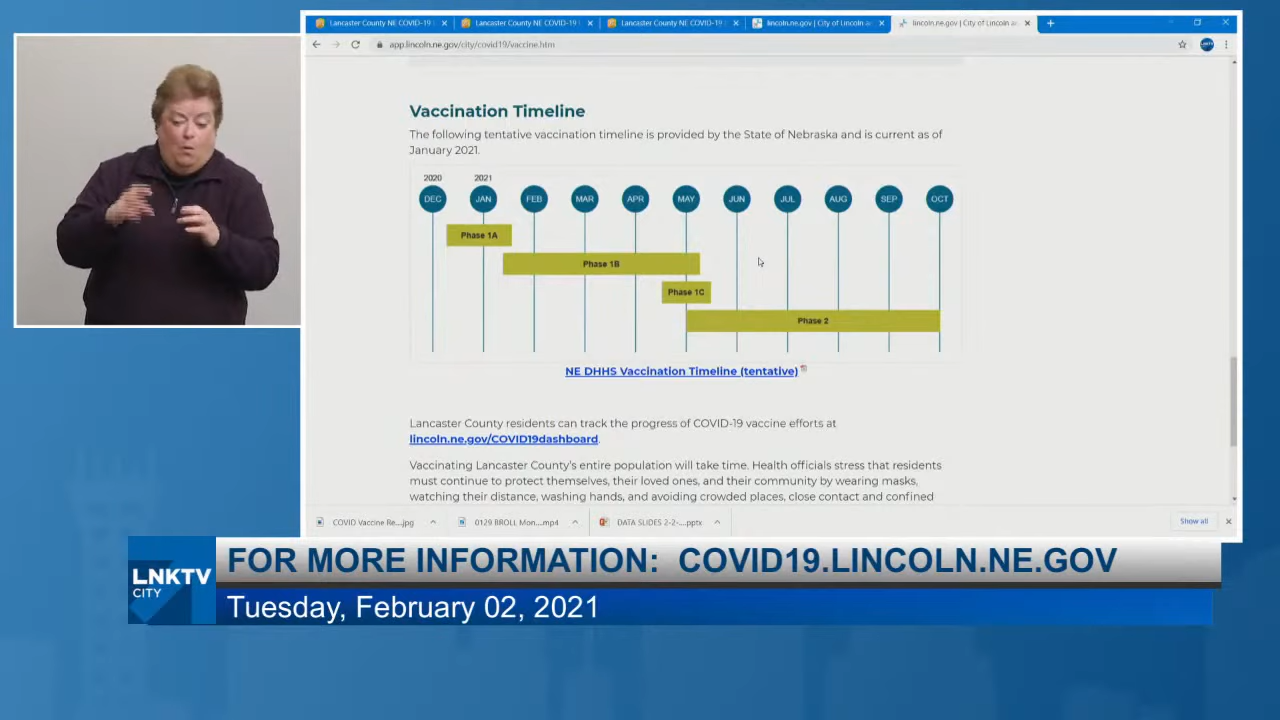 Lancaster County NE COVID-19
Lancaster County NE COVID-19
Lancaster County NE COVID-19
lincoln.ne.gov | City of Lincoln an
lincoln.ne.gov | City of Lincoln an
app.lincoln.ne.gov/city/covid19/vaccine.htm
Vaccination Timeline
The following tentative vaccination timeline is provided by the State of Nebraska and is current as of
January 2021.
2020 2021
DEC JAN FEB MAR APR MAY JUN JUL AUG SEP OCT
Phase 1A
Phase 1B
Phase 1C
Phase 2
NE DHHS Vaccination Timeline (tentative)
Lancaster County residents can track the progress of COVID-19 vaccine efforts at
lincoln.ne.gov/COVID19dashboard.
Vaccinating Lancaster County's entire population will take time. Health officials stress that residents
must continue to protect themselves, their loved ones, and their community by wearing masks,
watching their distance, washing hands, and avoiding crowded places, close contact and confined
COVID Vaccine Re....jpg 0129 BROLL Mon....mp4 DATA SLIDES 2-2-....pptx Show all
LNKTV
CITY
FOR MORE INFORMATION: COVID19.LINCOLN.NE.GOV
Tuesday, February 02, 2021